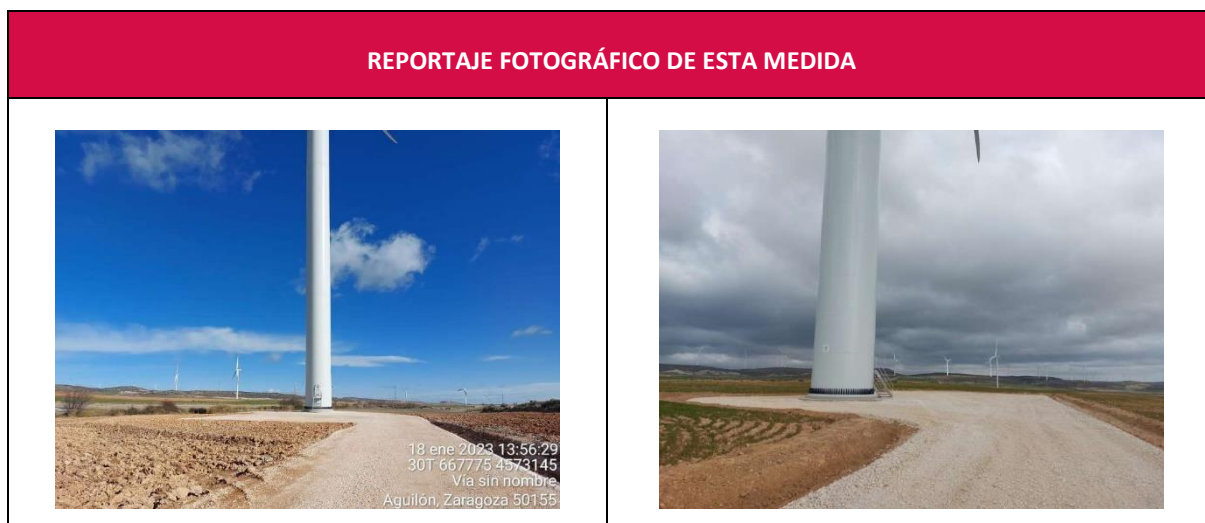 REPORTAJE FOTOGRÁFICO DE ESTA MEDIDA
18 ene 2023 13:56:29
30T 667775 4573145
Vía sin nombre
Aguilón, Zaragoza 50155